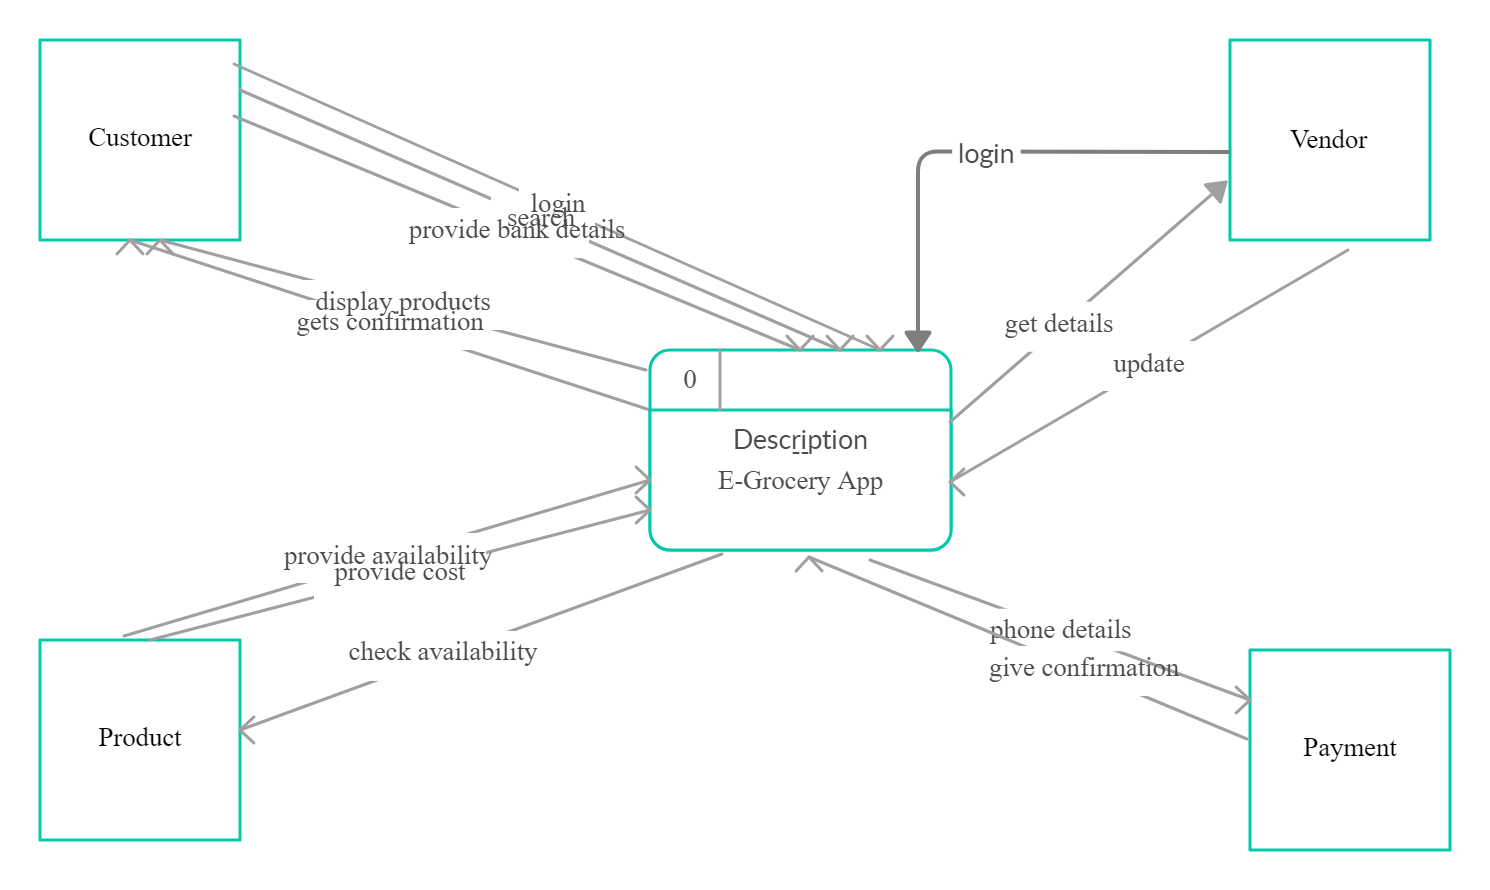 Customer
Vendor
login
login
search
provide bank details
display products
gets confirmation
get details
update
0
Description
E-Grocery App
provide availability
provide cost
check availability
phone details
give confirmation
Product
Payment